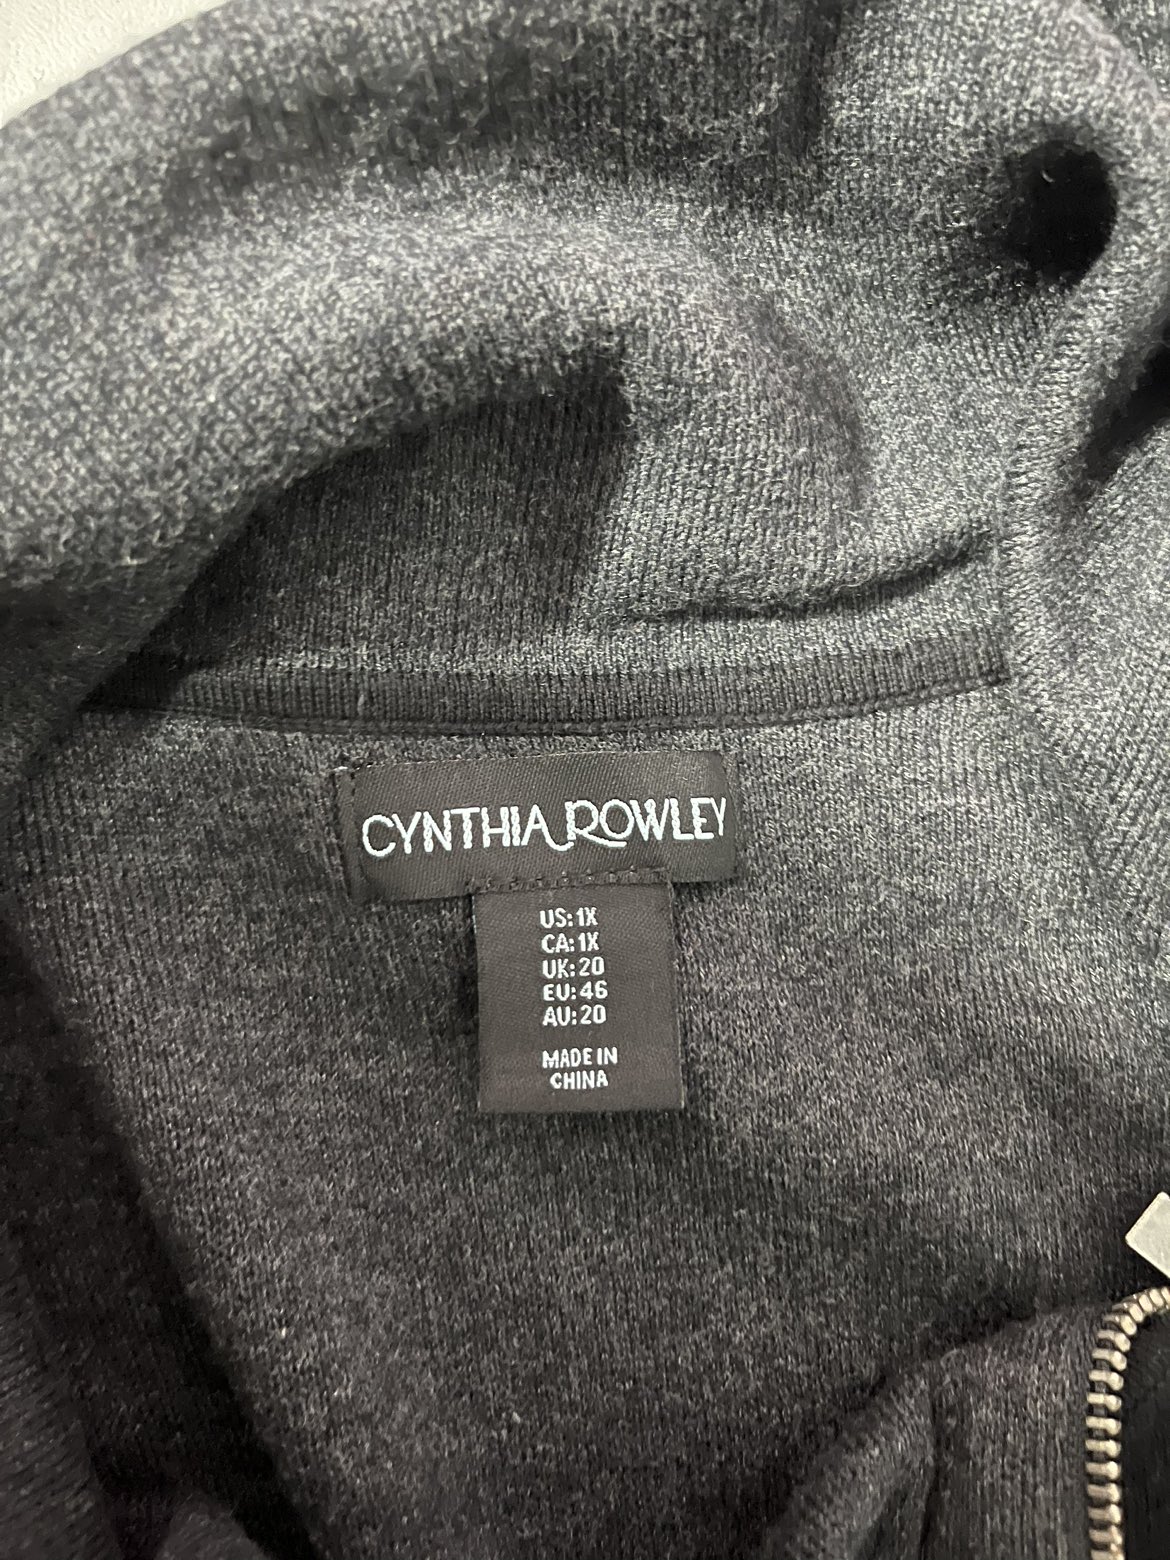 CYNTHIA ROWLEY
US: 1X
CA: 1X
UK: 20
EU: 46
AU: 20
MADE IN
CHINA